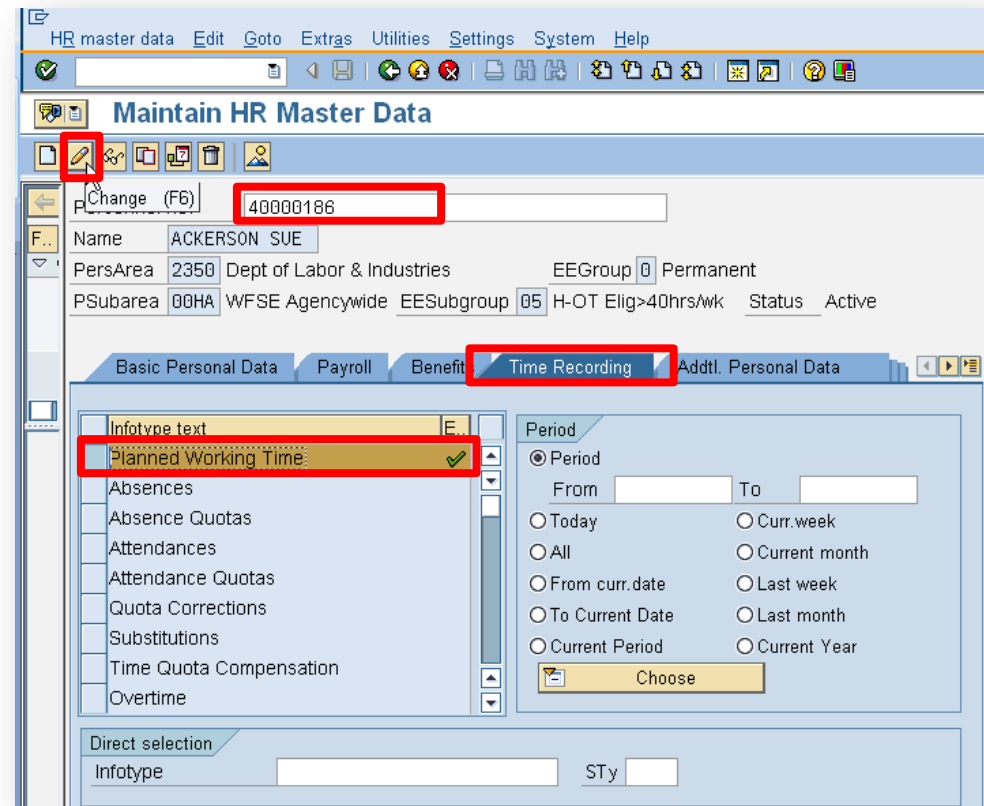 HR master data Edit Goto Extras Utilities Settings System Help
Maintain HR Master Data
Change (F6)
40000186
Name ACKERSON SUE
PersArea 2350 Dept of Labor & Industries EEGroup 0 Permanent
PSubarea 00HA WFSE Agencywide EESubgroup 05 H-OT Elig>40hrs/wk Status Active
F..
Basic Personal Data Payroll Benefits Time Recording Addtl. Personal Data
Infotype text E..
Planned Working Time
Absences
Absence Quotas
Attendances
Attendance Quotas
Quota Corrections
Substitutions
Time Quota Compensation
Overtime
Period
Period
From To
Today Curr.week
All Current month
From curr.date Last week
To Current Date Last month
Current Period Current Year
Choose
Direct selection
Infotype STy